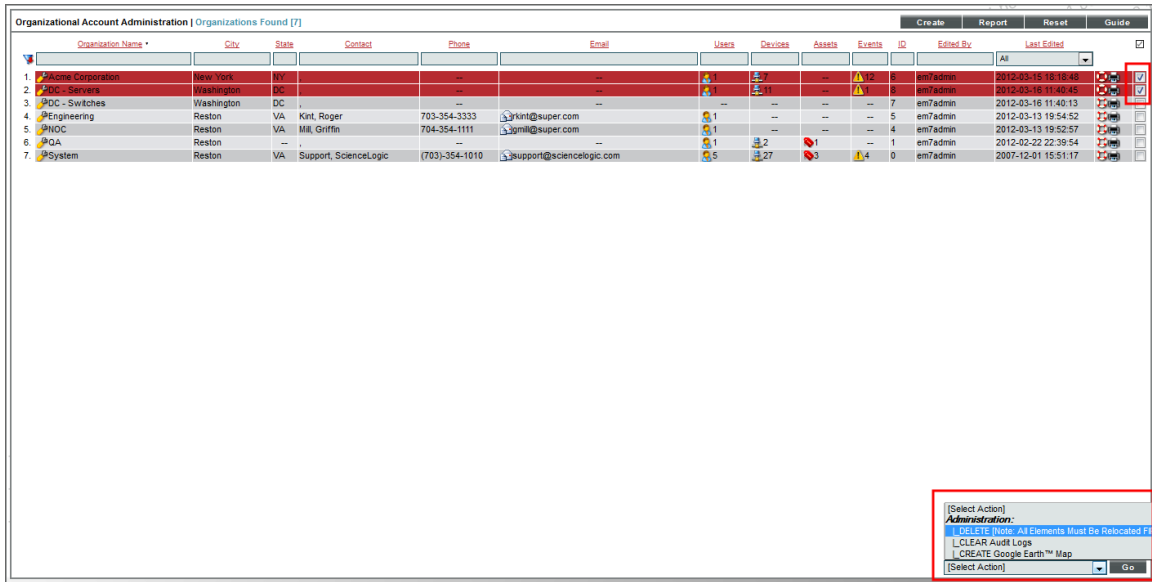 Organizational Account Administration | Organizations Found [7]
Create Report Reset Guide
Organization Name • City State Contact Phone Email Users Devices Assets Events ID Edited By Last Edited
All
1. Acme Corporation New York NY , -- -- 1 7 -- 12 6 em7admin 2012-03-15 18:18:48
2. DC - Servers Washington DC , -- -- 1 11 -- 1 8 em7admin 2012-03-16 11:40:45
3. DC - Switches Washington DC , -- -- -- -- -- -- 7 em7admin 2012-03-16 11:40:13
4. Engineering Reston VA Kint, Roger 703-354-3333 rkint@super.com 1 -- -- -- 5 em7admin 2012-03-13 19:54:52
5. NOC Reston VA Mill, Griffin 704-354-1111 gmill@super.com 1 -- -- -- 4 em7admin 2012-03-13 19:52:57
6. QA Reston -- , -- -- 1 2 1 -- 1 em7admin 2012-02-22 22:39:54
7. System Reston VA Support, ScienceLogic (703)-354-1010 support@sciencelogic.com 5 27 3 4 0 em7admin 2007-12-01 15:51:17
[Select Action]
Administration:
|_DELETE [Note: All Elements Must Be Relocated
|_CLEAR Audit Logs
|_CREATE Google Earth™ Map
[Select Action] Go